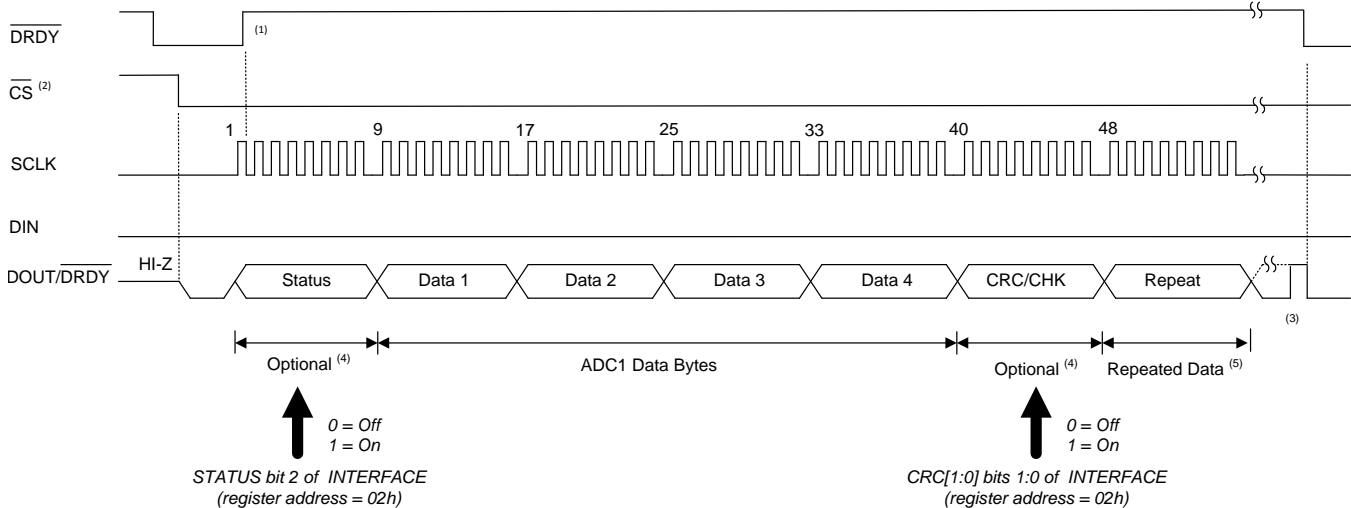 DRDY
(1)
CS (2)
1 9 17 25 33 40 48
SCLK
DIN
DOUT/DRDY
HI-Z
Status
Data 1
Data 2
Data 3
Data 4
CRC/CHK
Repeat
(3)
Optional (4)
ADC1 Data Bytes
Optional (4)
Repeated Data (5)
0 = Off
1 = On
STATUS bit 2 of INTERFACE
(register address = 02h)
0 = Off
1 = On
CRC[1:0] bits 1:0 of INTERFACE
(register address = 02h)